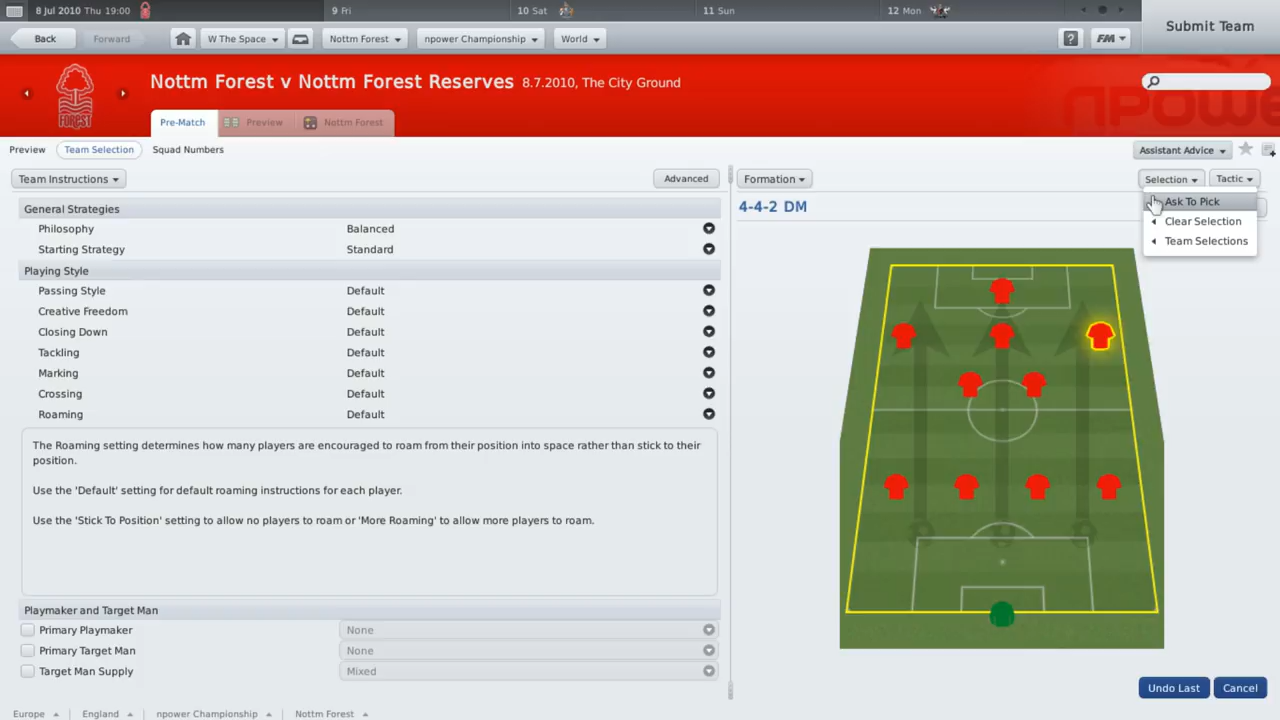 8 Jul 2010 Thu 19:00
9 Fri
10 Sat
11 Sun
12 Mon
Back
Forward
W The Space
Nottm Forest
npower Championship
World
?
FM
Submit Team
FOREST
Nottm Forest v Nottm Forest Reserves
8.7.2010, The City Ground
NPOWE
Pre-Match
Preview
Nottm Forest
Preview
Team Selection
Squad Numbers
Assistant Advice
Team Instructions
Advanced
Formation
Selection
Tactic
Ask To Pick
Clear Selection
Team Selections
4-4-2 DM
General Strategies
Philosophy
Balanced
Starting Strategy
Standard
Playing Style
Passing Style
Default
Creative Freedom
Default
Closing Down
Default
Tackling
Default
Marking
Default
Crossing
Default
Roaming
Default
The Roaming setting determines how many players are encouraged to roam from their position into space rather than stick to their
position.
Use the 'Default' setting for default roaming instructions for each player.
Use the 'Stick To Position' setting to allow no players to roam or 'More Roaming' to allow more players to roam.
Playmaker and Target Man
Primary Playmaker
None
Primary Target Man
None
Target Man Supply
Mixed
Undo Last
Cancel
Europe
England
npower Championship
Nottm Forest